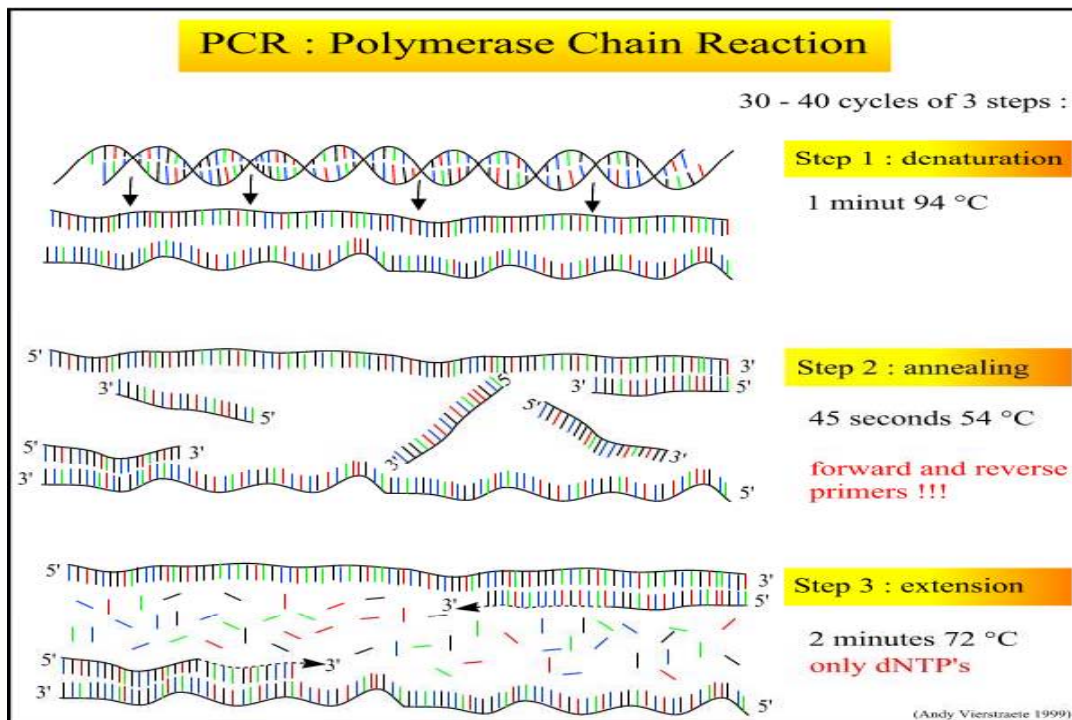 PCR : Polymerase Chain Reaction
30 - 40 cycles of 3 steps :
Step 1 : denaturation
1 minut 94 °C
5'
3'
3'
5'
5'
3'
5'
3'
5'
5'
3'
3'
3'
5'
Step 2 : annealing
45 seconds 54 °C
forward and reverse
primers !!!
5'
3'
3'
5'
5'
3'
3'
5'
Step 3 : extension
2 minutes 72 °C
only dNTP's
(Andy Vierstraete 1999)